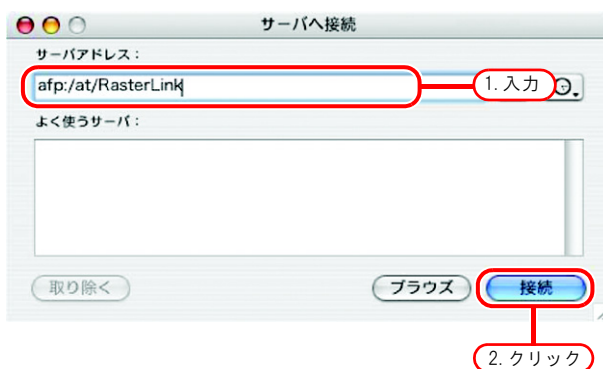 サーバへ接続
サーバアドレス：
afp:/at/RasterLink
1. 入力
よく使うサーバ：
取り除く
ブラウズ
接続
2. クリック